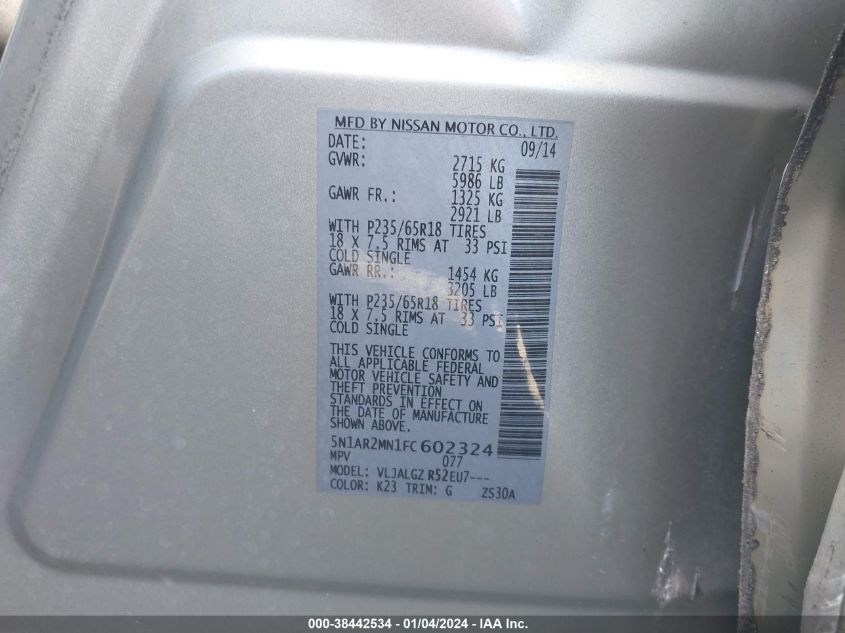 MFD BY NISSAN MOTOR CO., LTD.
DATE: 09/14
GVWR: 2715 KG
5986 LB
GAWR FR.: 1325 KG
2921 LB
WITH P235/65R18 TIRES
18 X 7.5 RIMS AT 33 PSI
COLD SINGLE
GAWR RR.: 1454 KG
3205 LB
WITH P235/65R18 TIRES
18 X 7.5 RIMS AT 33 PSI
COLD SINGLE
THIS VEHICLE CONFORMS TO
ALL APPLICABLE FEDERAL
MOTOR VEHICLE SAFETY AND
THEFT PREVENTION
STANDARDS IN EFFECT ON
THE DATE OF MANUFACTURE
SHOWN ABOVE.
5N1AR2MN1FC602324
MPV 077
MODEL: VLJALGZ R52EU7---
COLOR: K23 TRIM: G ZS30A
000-38442534 - 01/04/2024 - IAA Inc.